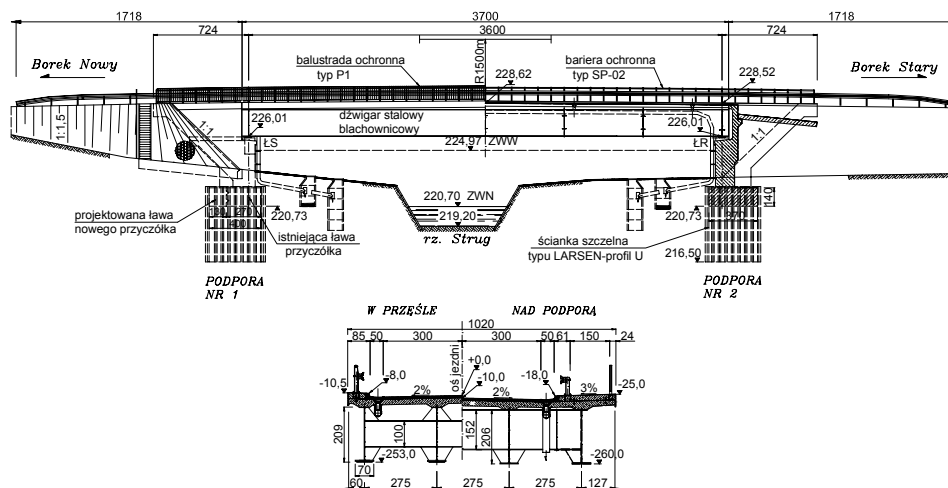 1718
3700
1718
724
3600
724
Borek Nowy
balustrada ochronna
typ P1
R1500m
228,62
bariera ochronna
typ SP-02
228,52
Borek Stary
1:1,5
1:1
226,01
dźwigar stalowy
blachownicowy
226,01
1:1
ŁS
224,97 ZWW
ŁR
projektowana ława
nowego przyczółka
130
270
400
220,73
istniejąca ława
przyczółka
220,70 ZWN
219,20
rz. Strug
220,73
ścianka szczelna
typu LARSEN-profil U
370
140
216,50
PODPORA
NR 1
PODPORA
NR 2
W PRZĘŚLE
NAD PODPORĄ
1020
85
50
300
300
50
61
150
24
oś jezdni
+0,0
-10,5
-8,0
2%
-10,0
2%
-18,0
3%
-25,0
209
100
152
206
-253,0
-260,0
70
60
275
275
275
127